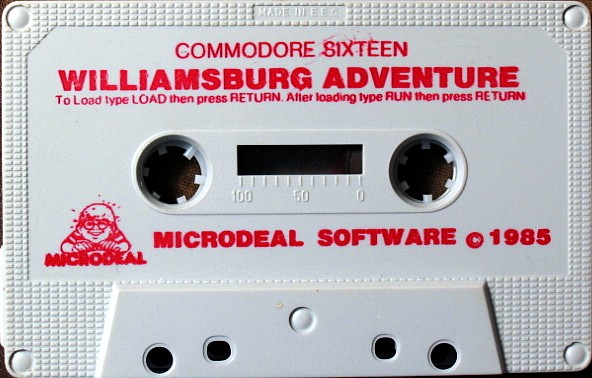 MADE IN E.E.C.
COMMODORE SIXTEEN
WILLIAMSBURG ADVENTURE
To Load type LOAD then press RETURN. After loading type RUN then press RETURN
100 50 0
MICRODEAL
MICRODEAL SOFTWARE © 1985